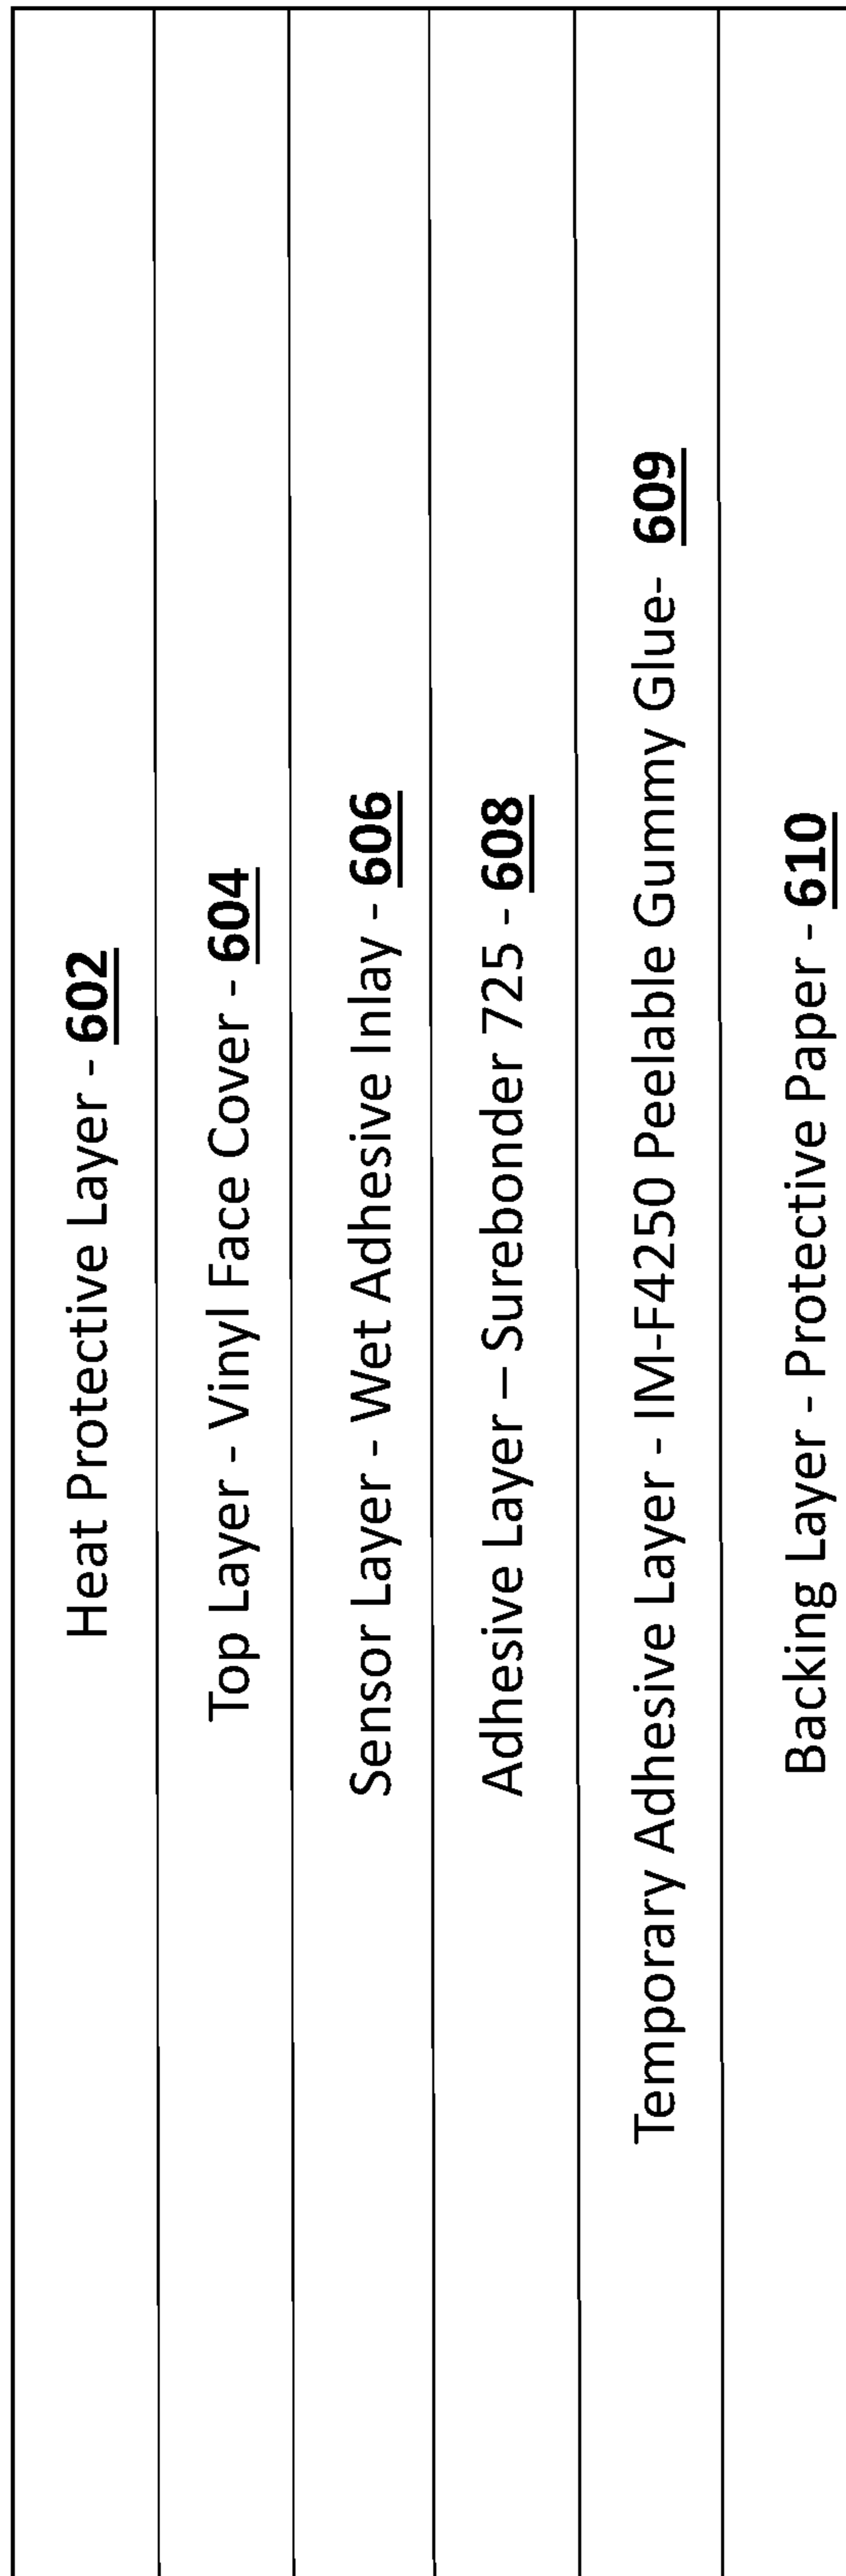 Heat Protective Layer - 602
Top Layer - Vinyl Face Cover - 604
Sensor Layer - Wet Adhesive Inlay - 606
Adhesive Layer – Surebonder 725 - 608
Temporary Adhesive Layer - IM-F4250 Peelable Gummy Glue- 609
Backing Layer - Protective Paper - 610